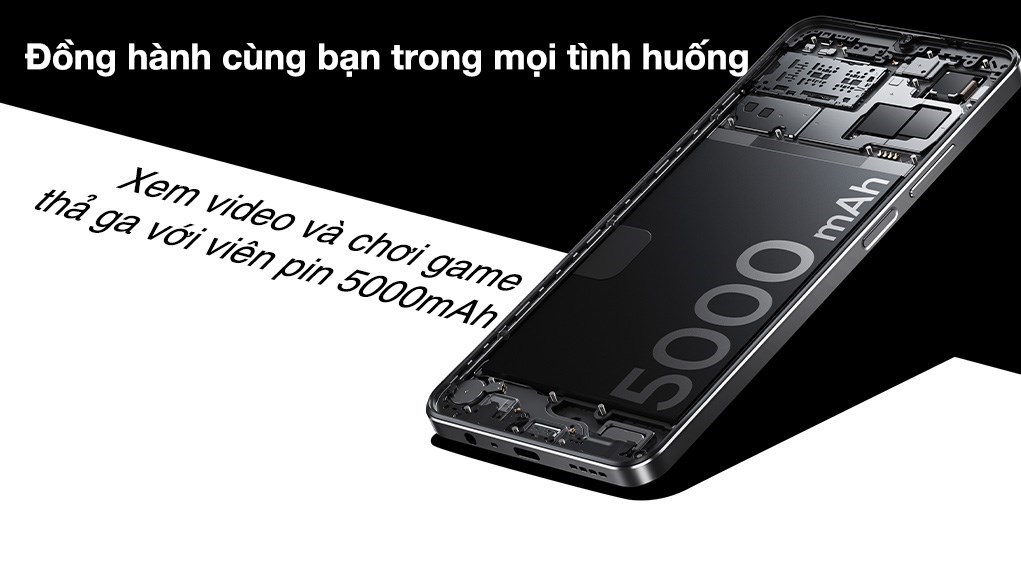 Đồng hành cùng bạn trong mọi tình huống
Xem video và chơi game
thả ga với viên pin 5000mAh
5000 mAh